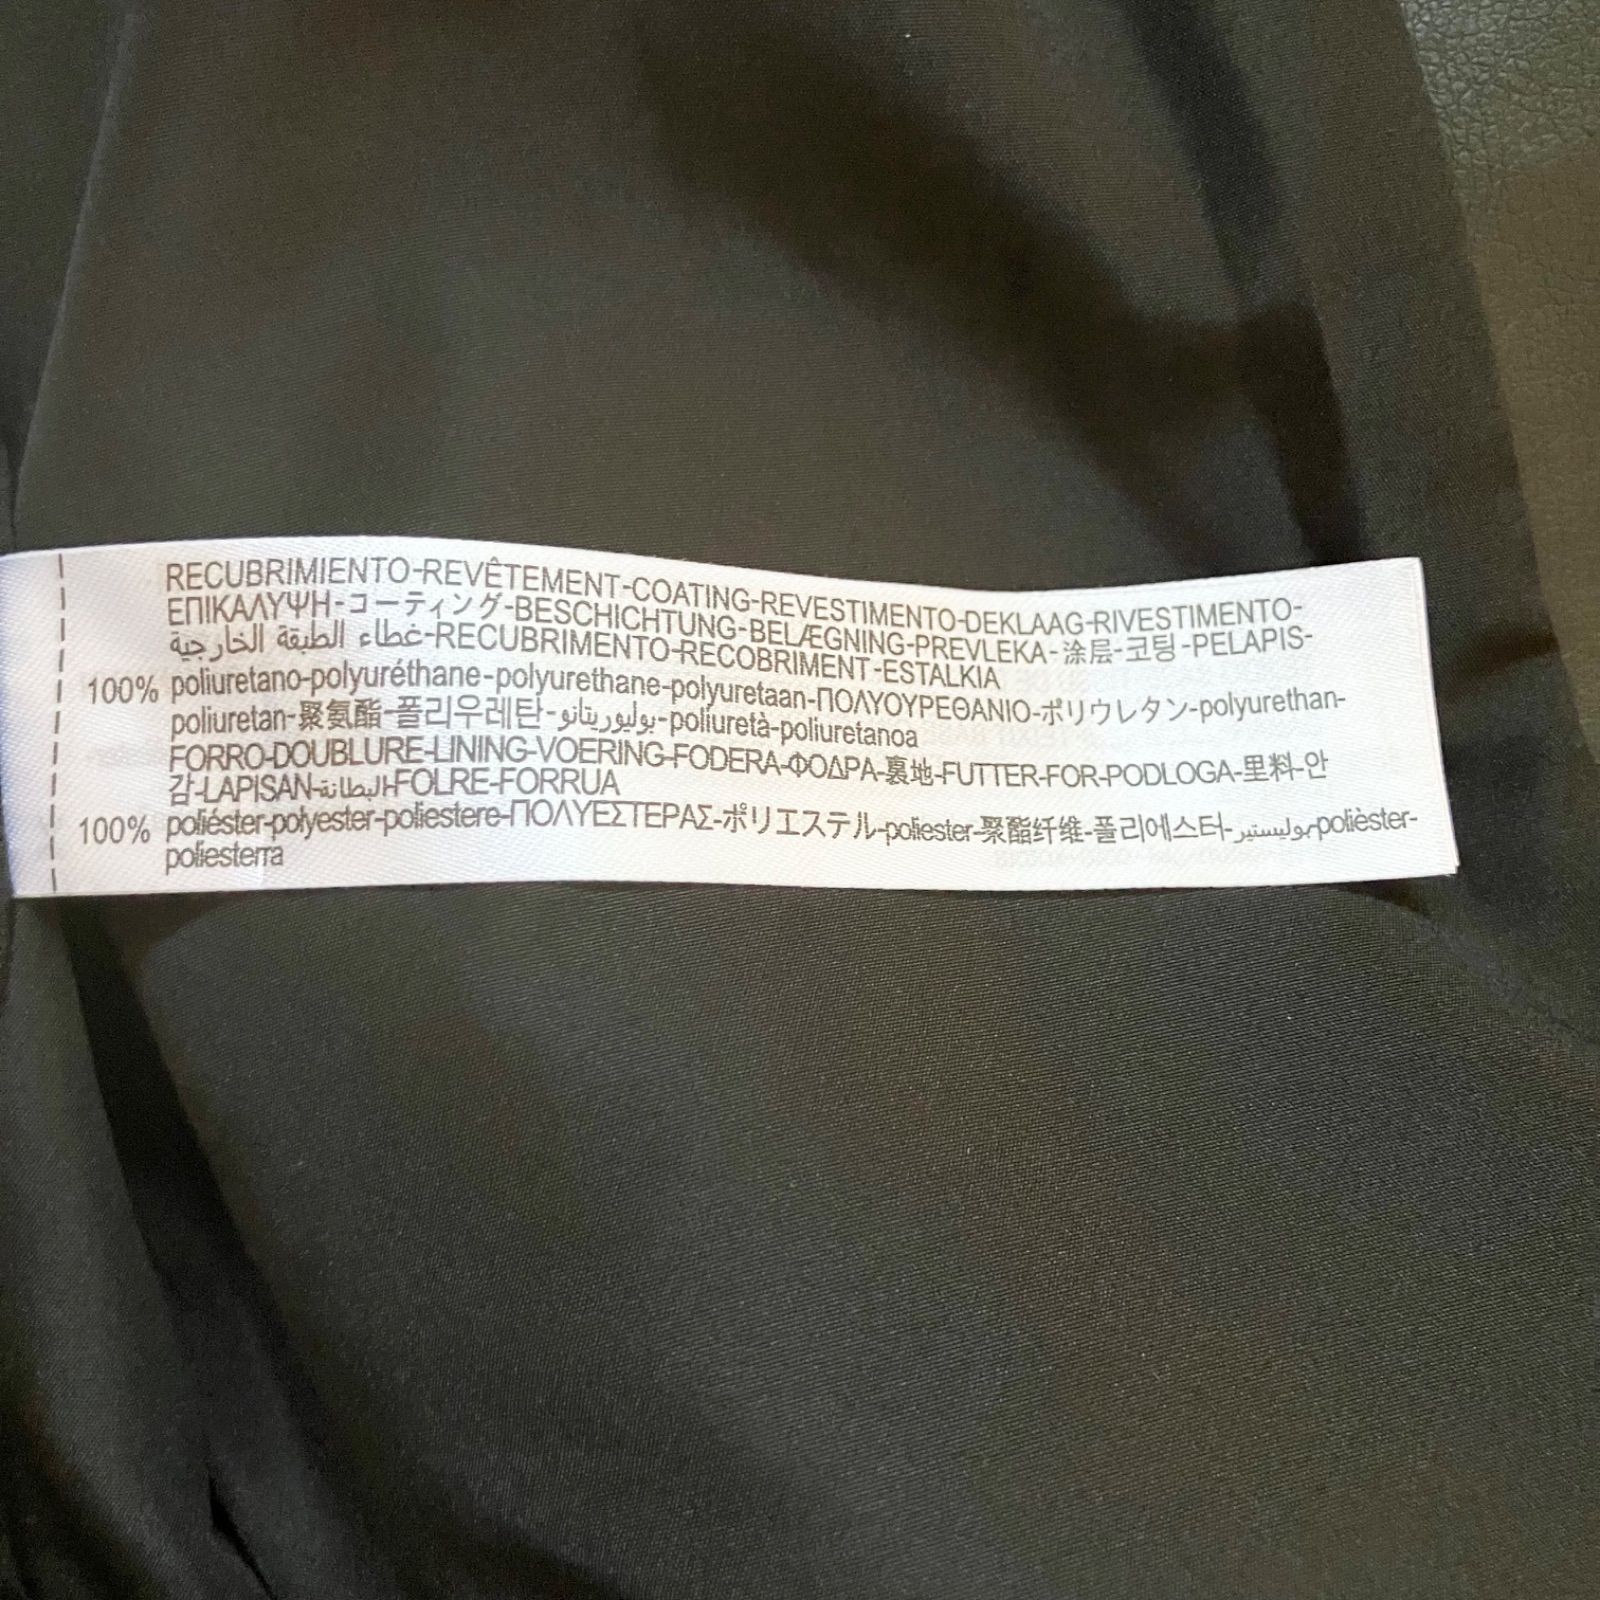 RECUBRIMIENTO-REVÊTEMENT-COATING-REVESTIMENTO-DEKLAAG-RIVESTIMENTO-
ΕΠΙΚΑΛΥΨΗ-コーティング-BESCHICHTUNG-BELÆGNING-PREVLEKA-涂层-코팅-PELAPIS-
غطاء الطبقة الخارجية-RECUBRIMENTO-RECOBRIMENT-ESTALKIA
100% poliuretano-polyuréthane-polyurethane-polyuretaan-ΠΟΛΥΟΥΡΕΘΑΝΙΟ-ポリウレタン-polyurethan-
poliuretan-聚氨酯-폴리우레탄-بوليوريتانو-poliuretà-poliuretanoa
FORRO-DOUBLURE-LINING-VOERING-FODERA-ΦΟΔΡΑ-裏地-FUTTER-FOR-PODLOGA-里料-안
감-LAPISAN-البطانة-FOLRE-FORRUA
100% poliéster-polyester-poliestere-ΠΟΛΥΕΣΤΕΡΑΣ-ポリエステル-poliester-聚酯纤维-폴리에스터-بوليستير-polièster-
poliesterra